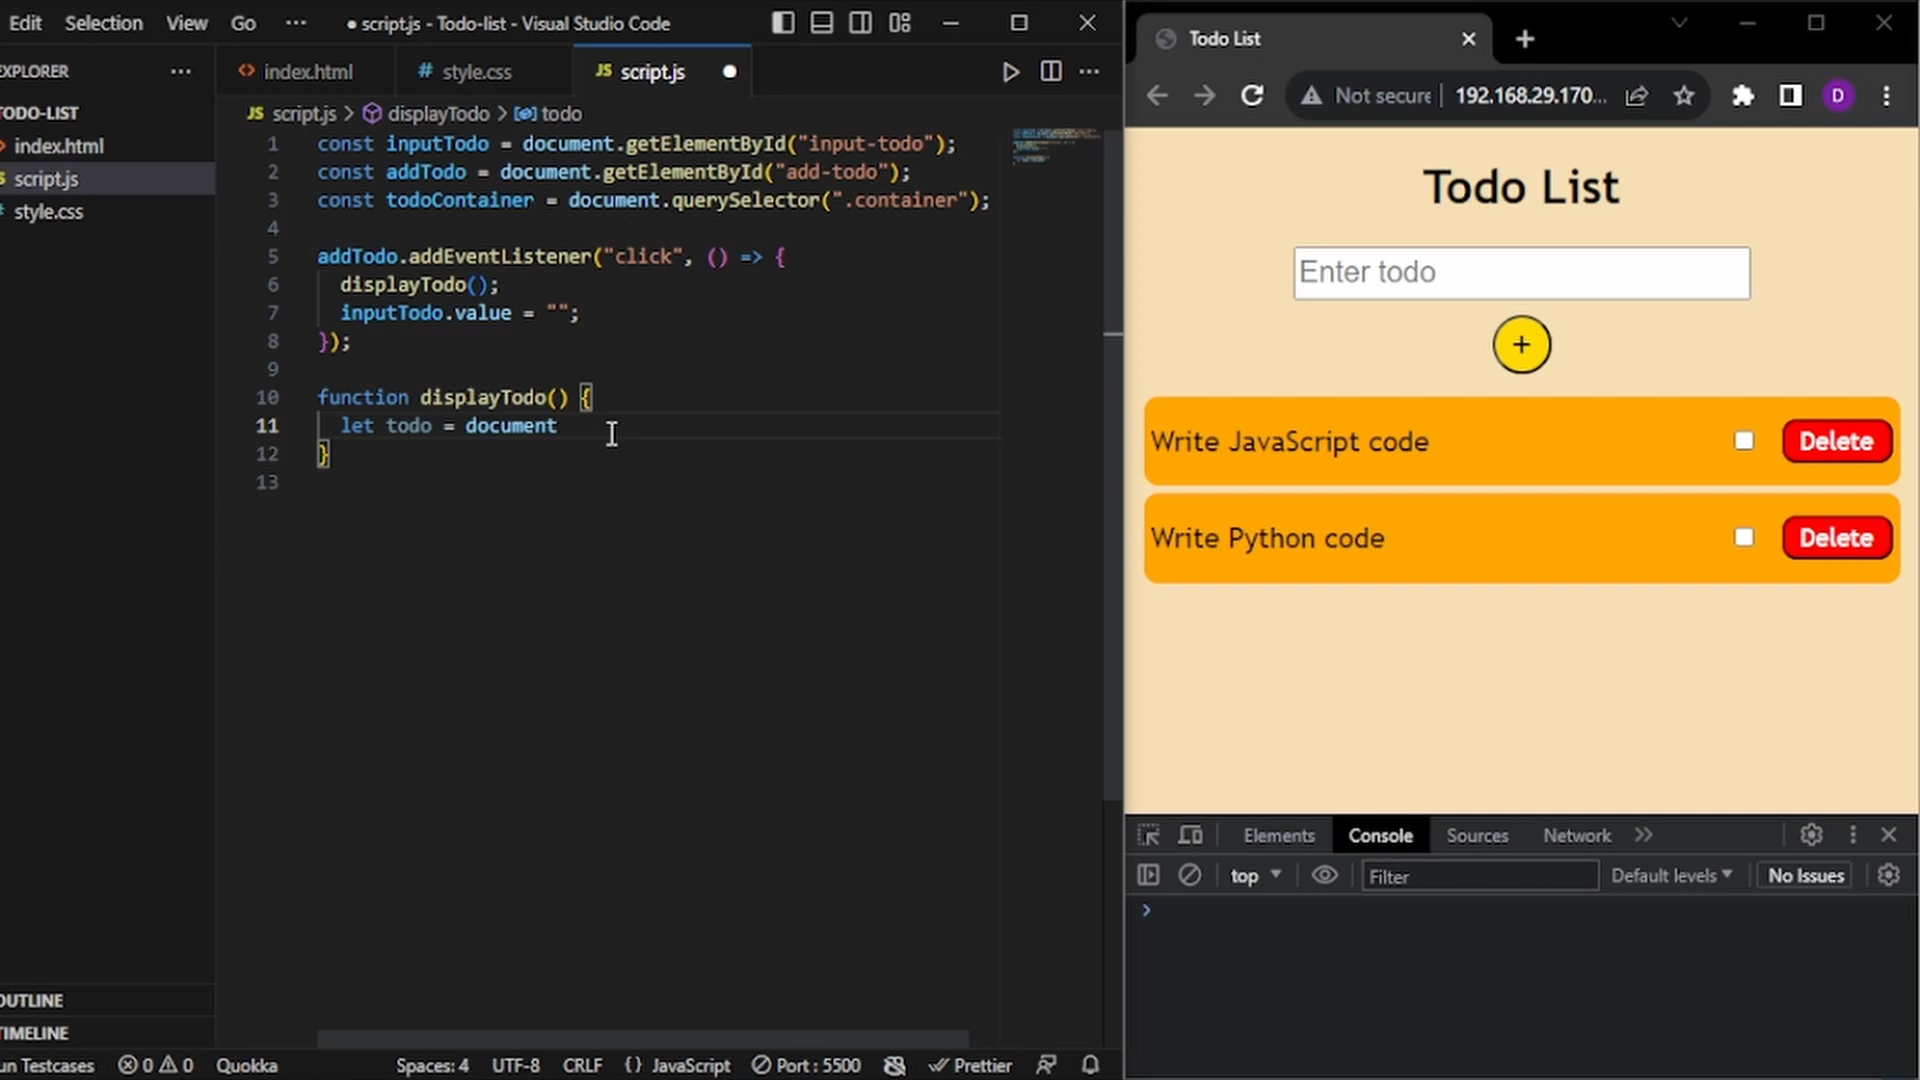 Edit Selection View Go ··· ● script.js - Todo-list - Visual Studio Code
EXPLORER ···
TODO-LIST
index.html
script.js
style.css
OUTLINE
TIMELINE
index.html # style.css JS script.js
JS script.js > displayTodo > todo
1 const inputTodo = document.getElementById("input-todo");
2 const addTodo = document.getElementById("add-todo");
3 const todoContainer = document.querySelector(".container");
4
5 addTodo.addEventListener("click", () => {
6 displayTodo();
7 inputTodo.value = "";
8 });
9
10 function displayTodo() {
11 let todo = document
12 }
13
un Testcases 0 0 Quokka Spaces: 4 UTF-8 CRLF {} JavaScript Port : 5500 Prettier
Todo List
Not secure 192.168.29.170... D
Todo List
Enter todo
+
Write JavaScript code Delete
Write Python code Delete
Elements Console Sources Network
top Filter Default levels No Issues